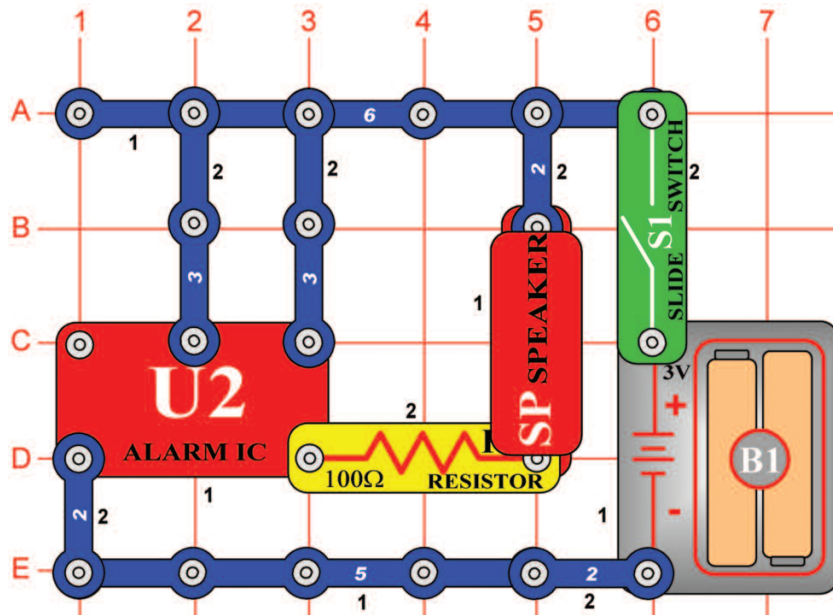 1 2 3 4 5 6 7
A
6
1
2 2 2 2 2
SLIDE S1 SWITCH
B
3 3
1
SP SPEAKER
C
U2
ALARM IC
3V
+
2
100Ω RESISTOR
D
B1
-
1
1
2 2
E
5 2
1 2